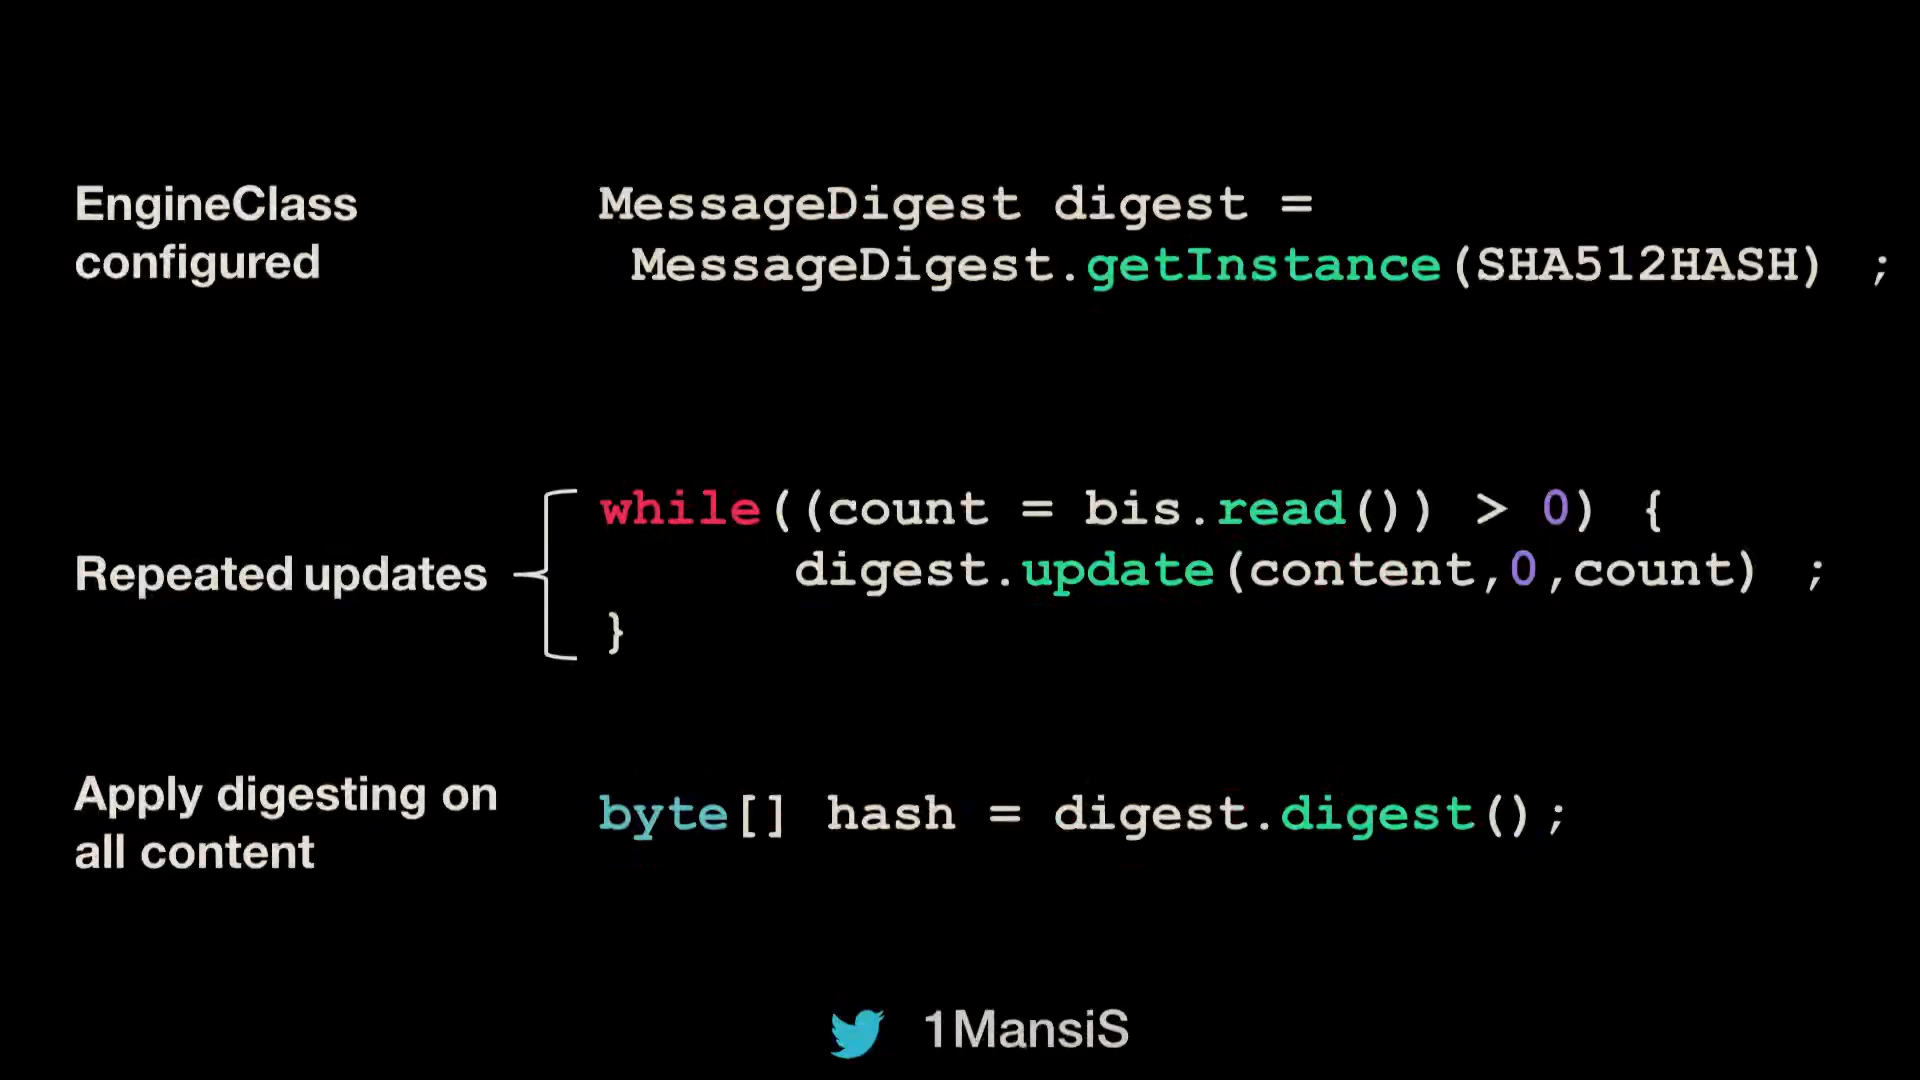 EngineClass
configured
MessageDigest digest =
MessageDigest.getInstance(SHA512HASH) ;
Repeated updates
while((count = bis.read()) > 0) {
digest.update(content,0,count) ;
}
Apply digesting on
all content
byte[] hash = digest.digest();
1MansiS